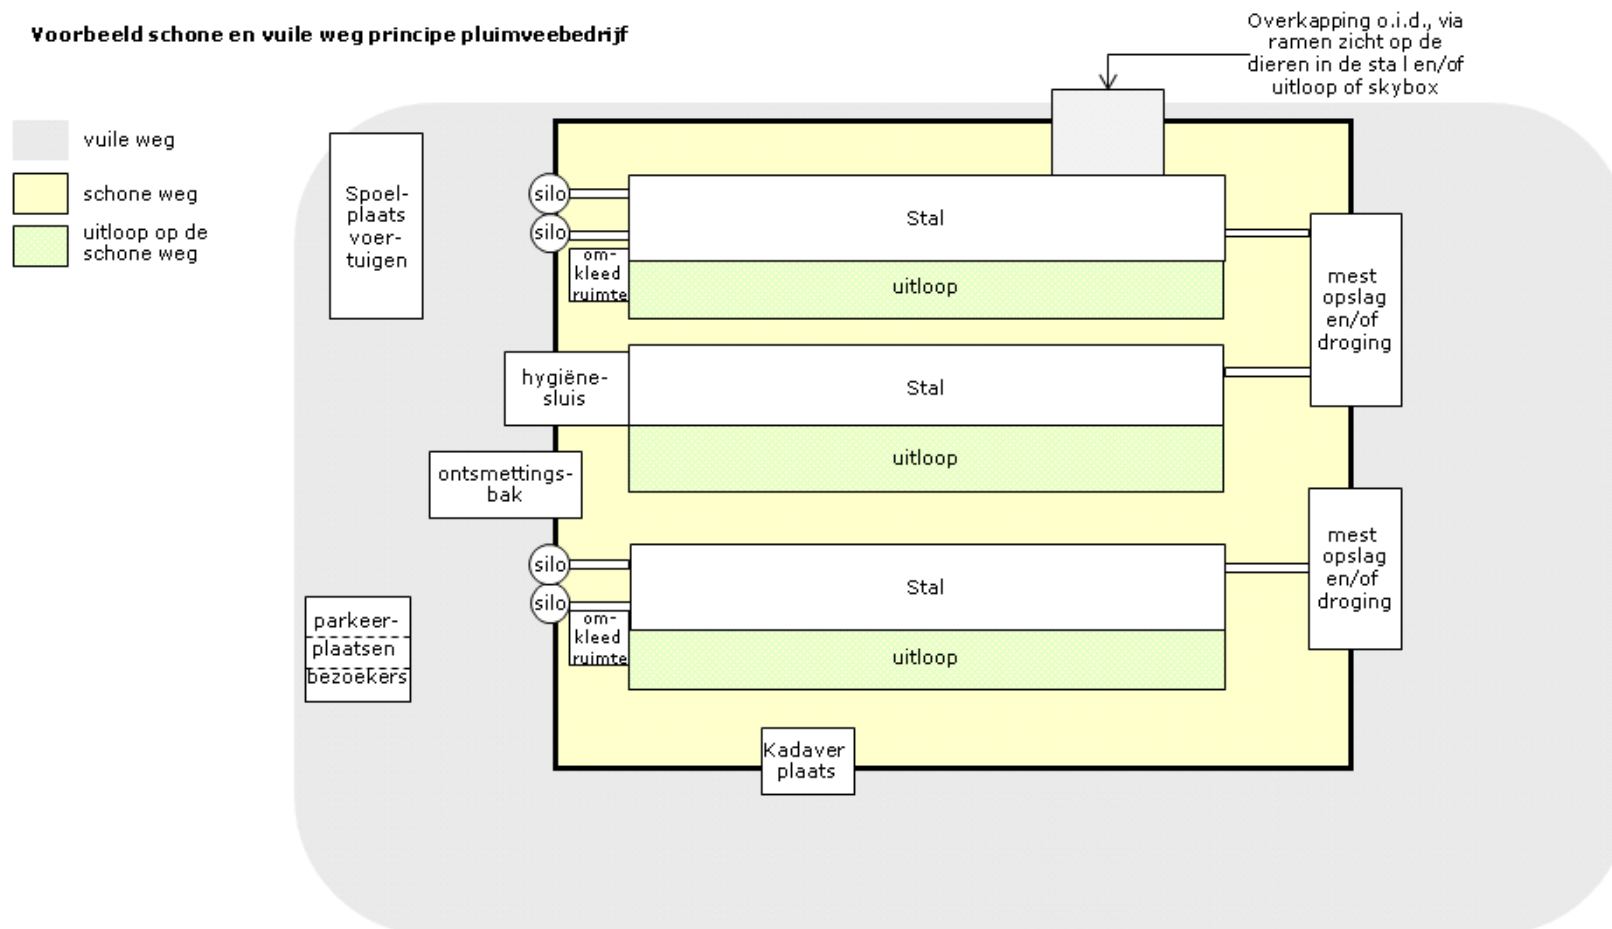 Voorbeeld schone en vuile weg principe pluimveebedrijf
Overkapping o.i.d., via
ramen zicht op de
dieren in de stal en/of
uitloop of skybox
vuile weg
schone weg
uitloop op de
schone weg
Spoel-
plaats
voer-
tuigen
silo
silo
om-
kleed
ruimte
Stal
uitloop
mest
opslag
en/of
droging
hygiëne-
sluis
Stal
uitloop
ontsmettings-
bak
silo
silo
om-
kleed
ruimte
Stal
uitloop
mest
opslag
en/of
droging
parkeer-
plaatsen
bezoekers
Kadaver
plaats